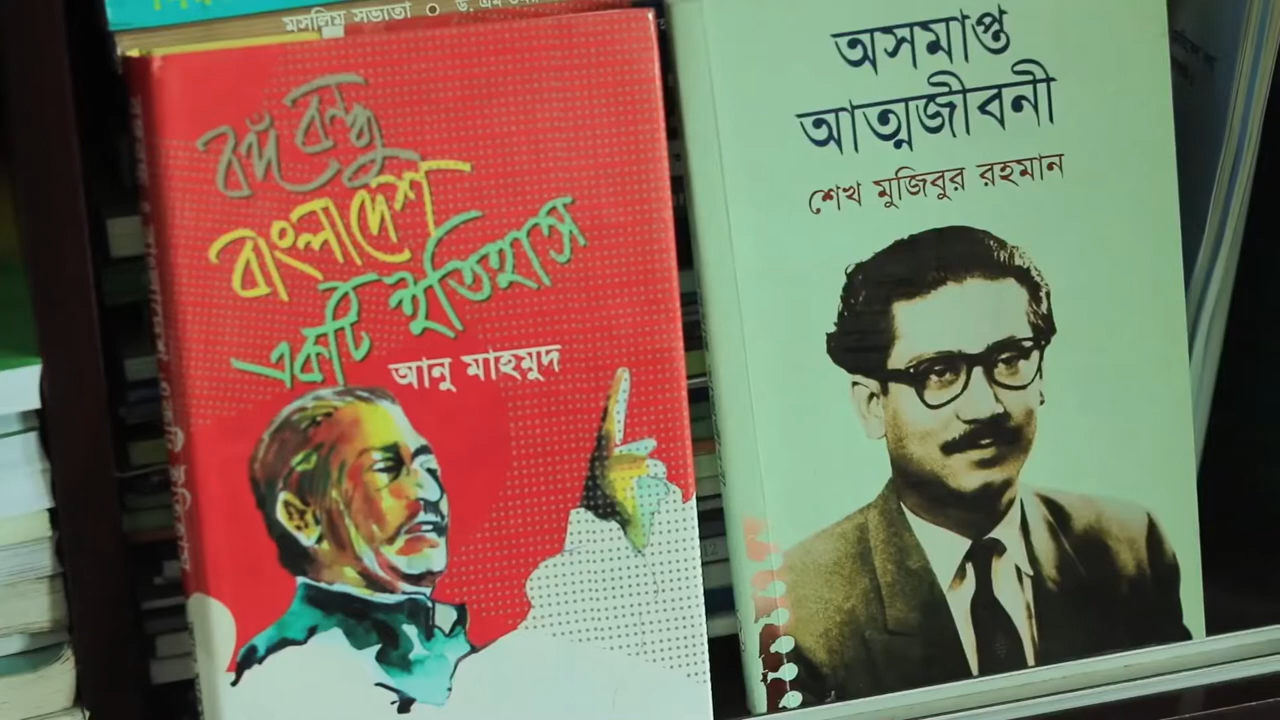 মুসলিম সভ্যতা
বঙ্গবন্ধু
বাংলাদেশ
একটি ইতিহাস
আনু মাহমুদ
অসমাপ্ত
আত্মজীবনী
শেখ মুজিবুর রহমান